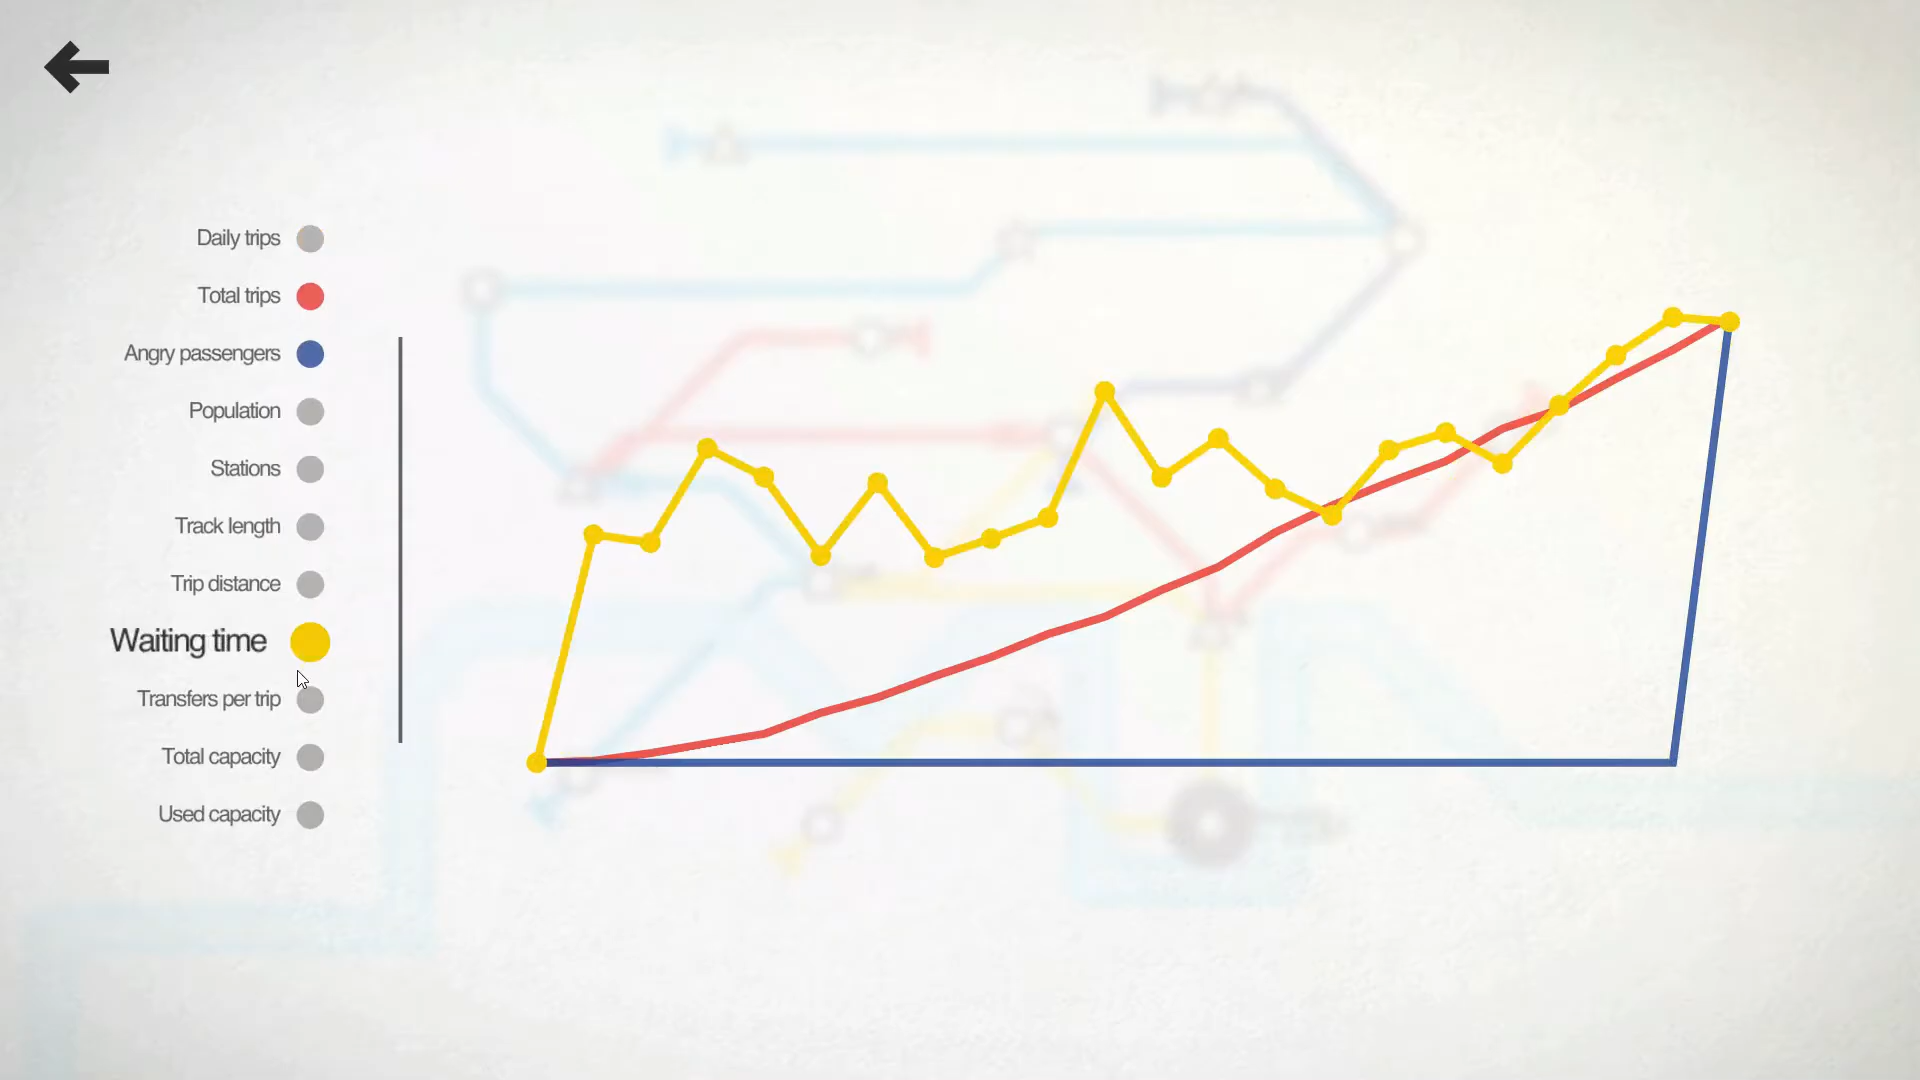 Daily trips
Total trips
Angry passengers
Population
Stations
Track length
Trip distance
Waiting time
Transfers per trip
Total capacity
Used capacity